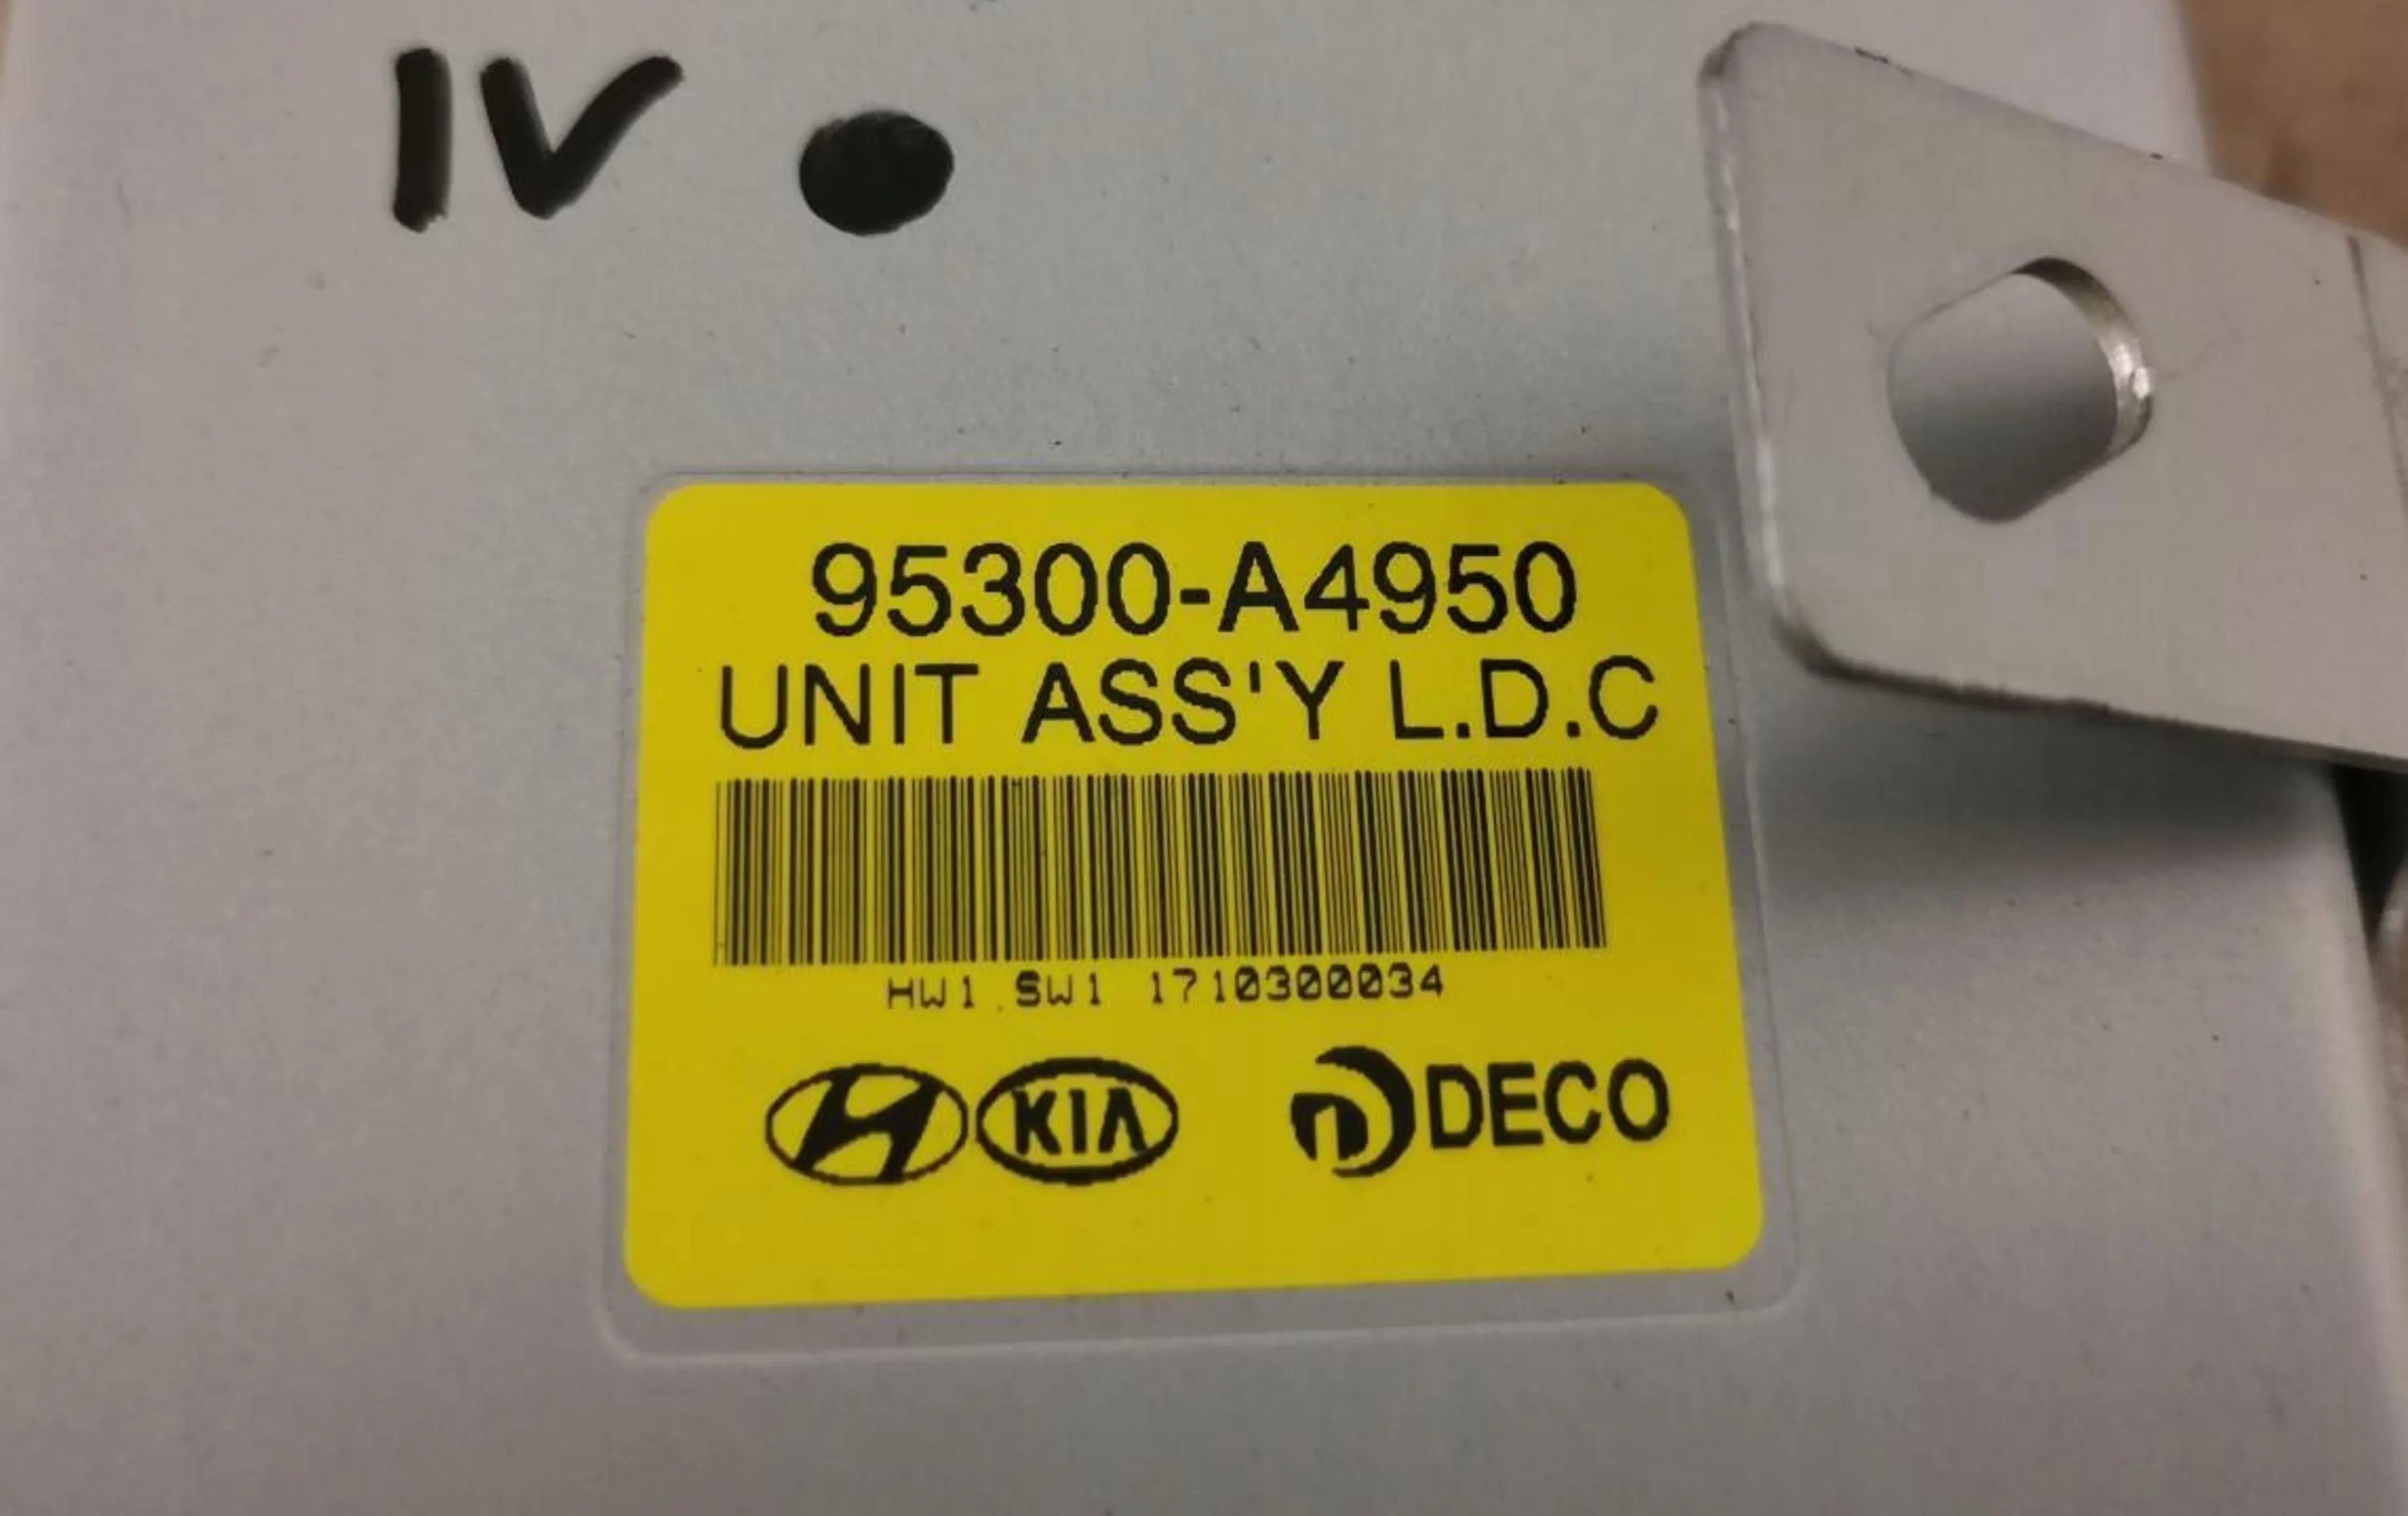 IV
95300-A4950
UNIT ASS'Y L.D.C
HW1 SW1 1710300034
KIA DECO